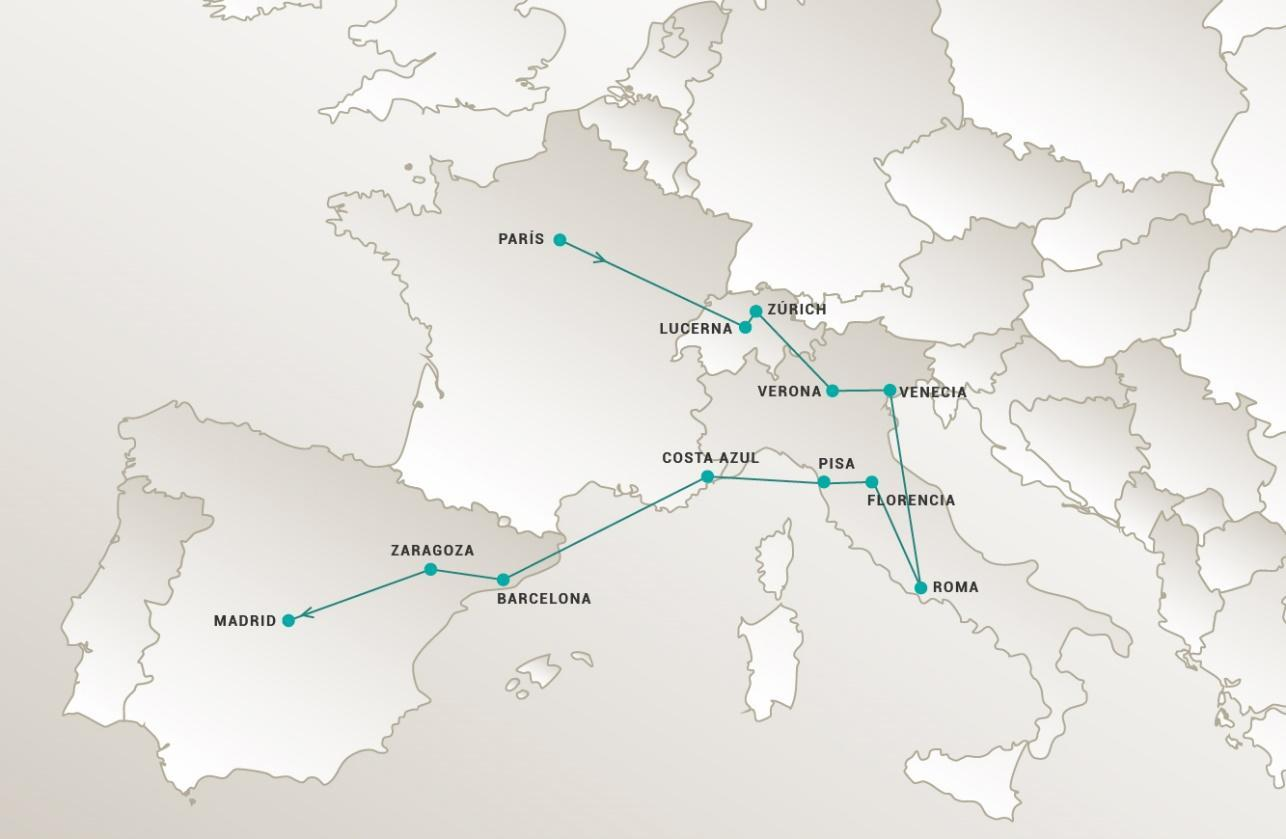 PARÍS
ZÚRICH
LUCERNA
VERONA
VENECIA
COSTA AZUL
PISA
FLORENCIA
ZARAGOZA
BARCELONA
ROMA
MADRID